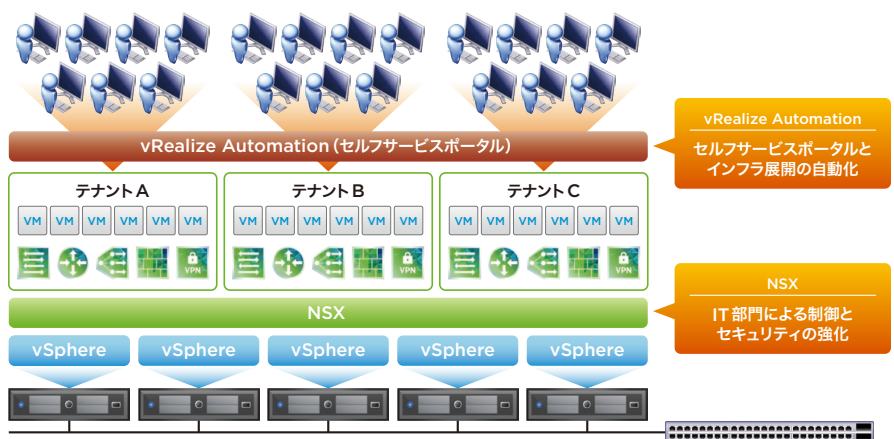 vRealize Automation（セルフサービスポータル）
vRealize Automation
セルフサービスポータルと
インフラ展開の自動化
テナントA
テナントB
テナントC
VM VM VM VM VM VM
VM VM VM VM VM VM
VM VM VM VM VM VM
VPN
VPN
VPN
NSX
NSX
IT部門による制御と
セキュリティの強化
vSphere
vSphere
vSphere
vSphere
vSphere